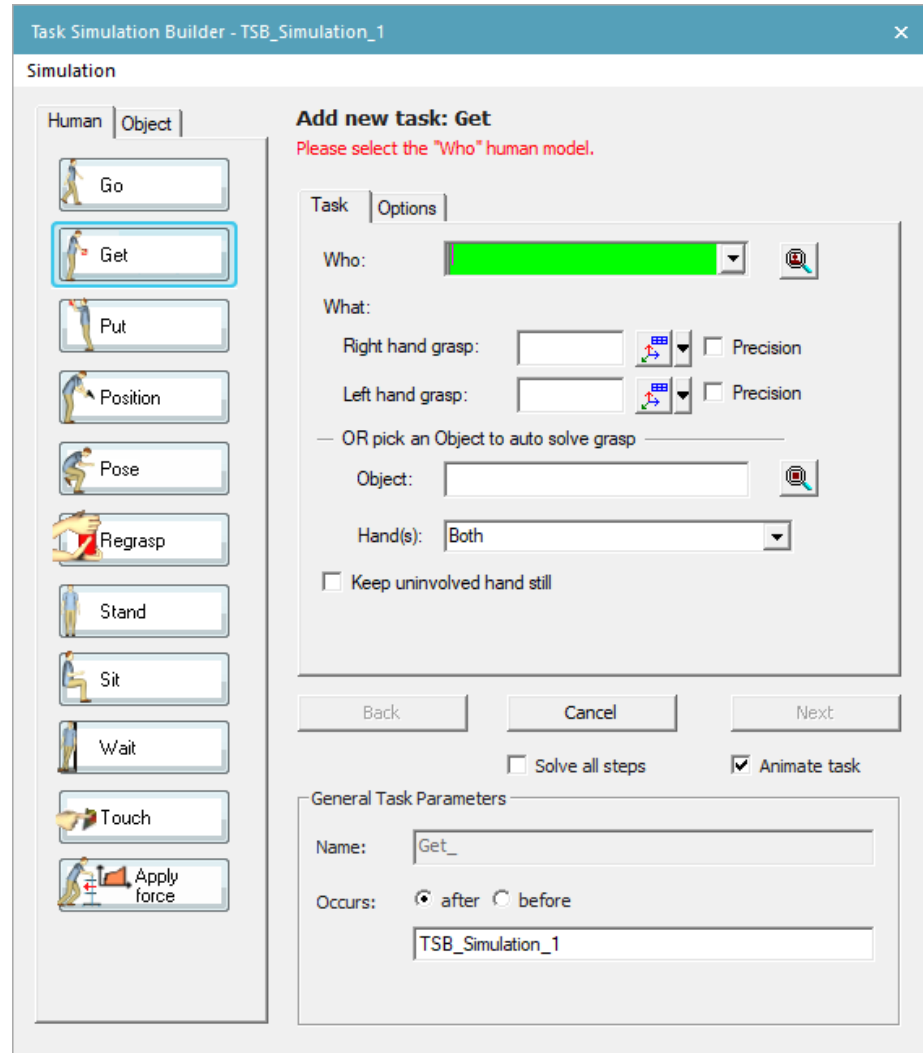 Task Simulation Builder - TSB_Simulation_1
Simulation
Human
Object
Go
Get
Put
Position
Pose
Regrasp
Stand
Sit
Wait
Touch
Apply
force
Add new task: Get
Please select the "Who" human model.
Task
Options
Who:
What:
Right hand grasp:
Precision
Left hand grasp:
Precision
OR pick an Object to auto solve grasp
Object:
Hand(s): Both
Keep uninvolved hand still
Back
Cancel
Next
Solve all steps
Animate task
General Task Parameters
Name: Get_
Occurs: after before
TSB_Simulation_1